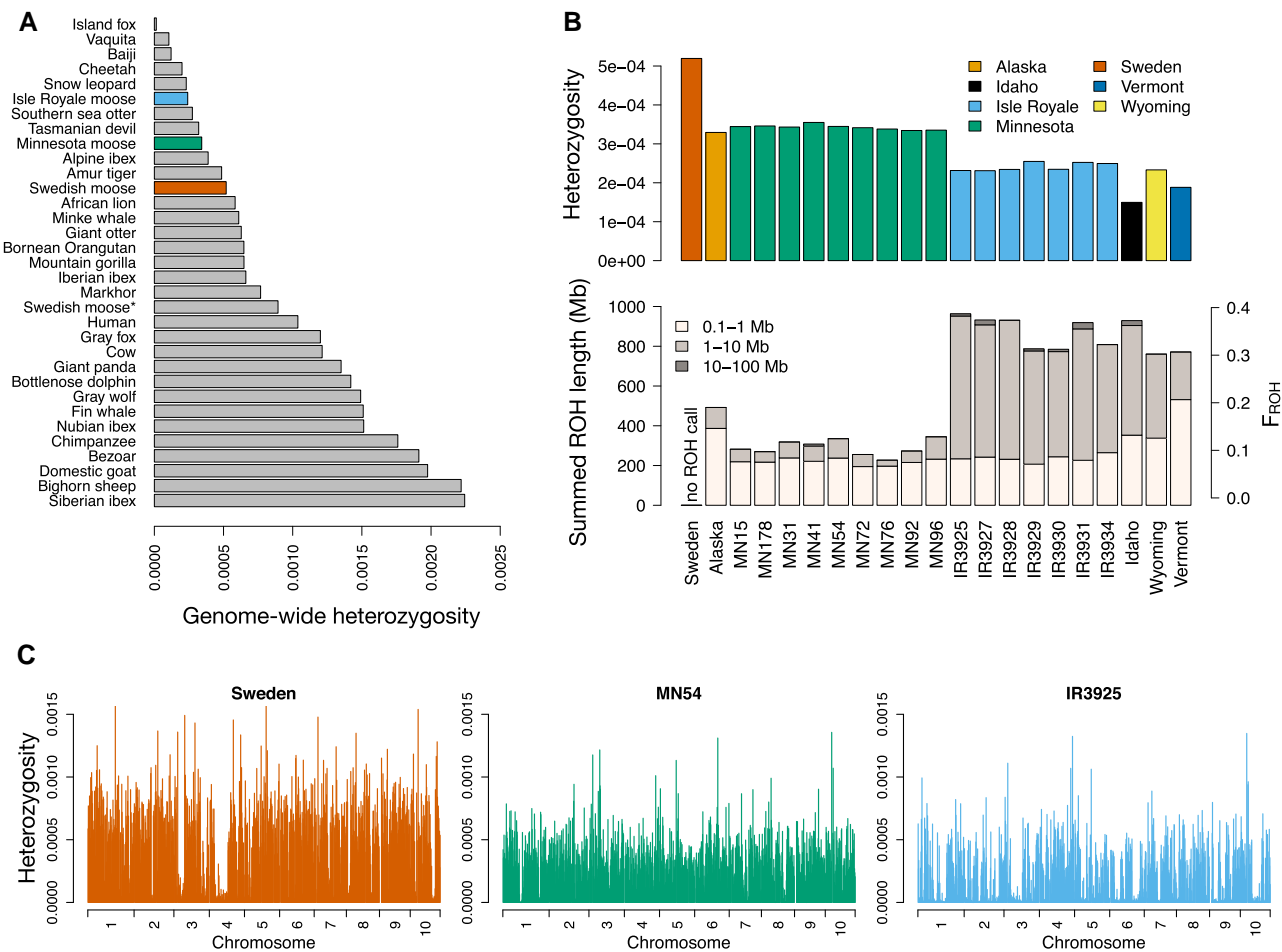 A
Island fox
Vaquita
Baiji
Cheetah
Snow leopard
Isle Royale moose
Southern sea otter
Tasmanian devil
Minnesota moose
Alpine ibex
Amur tiger
Swedish moose
African lion
Minke whale
Giant otter
Bornean Orangutan
Mountain gorilla
Iberian ibex
Markhor
Swedish moose*
Human
Gray fox
Cow
Giant panda
Bottlenose dolphin
Gray wolf
Fin whale
Nubian ibex
Chimpanzee
Bezoar
Domestic goat
Bighorn sheep
Siberian ibex
0.0000 0.0005 0.0010 0.0015 0.0020 0.0025
Genome-wide heterozygosity
B
Heterozygosity
5e−04
4e−04
3e−04
2e−04
1e−04
0e+00
Alaska
Idaho
Isle Royale
Minnesota
Sweden
Vermont
Wyoming
Summed ROH length (Mb)
1000
800
600
400
200
0
0.1−1 Mb
1−10 Mb
10−100 Mb
no ROH call
0.4
0.3
0.2
0.1
0.0
FROH
Sweden
Alaska
MN15
MN178
MN31
MN41
MN54
MN72
MN76
MN92
MN96
IR3925
IR3927
IR3928
IR3929
IR3930
IR3931
IR3934
Idaho
Wyoming
Vermont
C
Sweden
Heterozygosity
0.0015
0.0010
0.0005
0.0000
1 2 3 4 5 6 7 8 9 10
Chromosome
MN54
0.0015
0.0010
0.0005
0.0000
1 2 3 4 5 6 7 8 9 10
Chromosome
IR3925
0.0015
0.0010
0.0005
0.0000
1 2 3 4 5 6 7 8 9 10
Chromosome